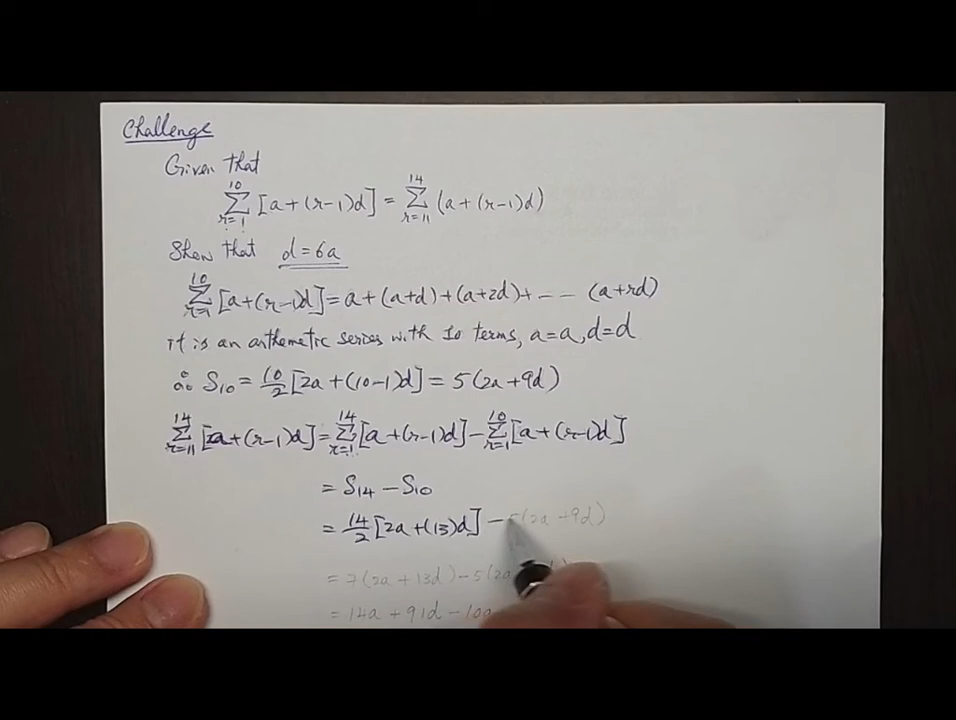 Challenge
Given that
10 Σ r=1 [a+(r-1)d] = 14 Σ r=11 (a+(r-1)d)
Show that d=6a
10 Σ r=1 [a+(r-1)d] = a+(a+d)+(a+2d)+ -- -- (a+rd)
it is an arthemetic series with 10 terms, a=a, d=d
∴ S10 = 10/2 [2a+(10-1)d] = 5(2a+9d)
14 Σ r=11 [a+(r-1)d] = 14 Σ r=1 [a+(r-1)d] - 10 Σ r=1 [a+(r-1)d]
= S14 - S10
= 14/2 [2a+(13)d] - 5(2a+9d)
= 7(2a+13d) - 5(2a
= 14a + 91d - 10a